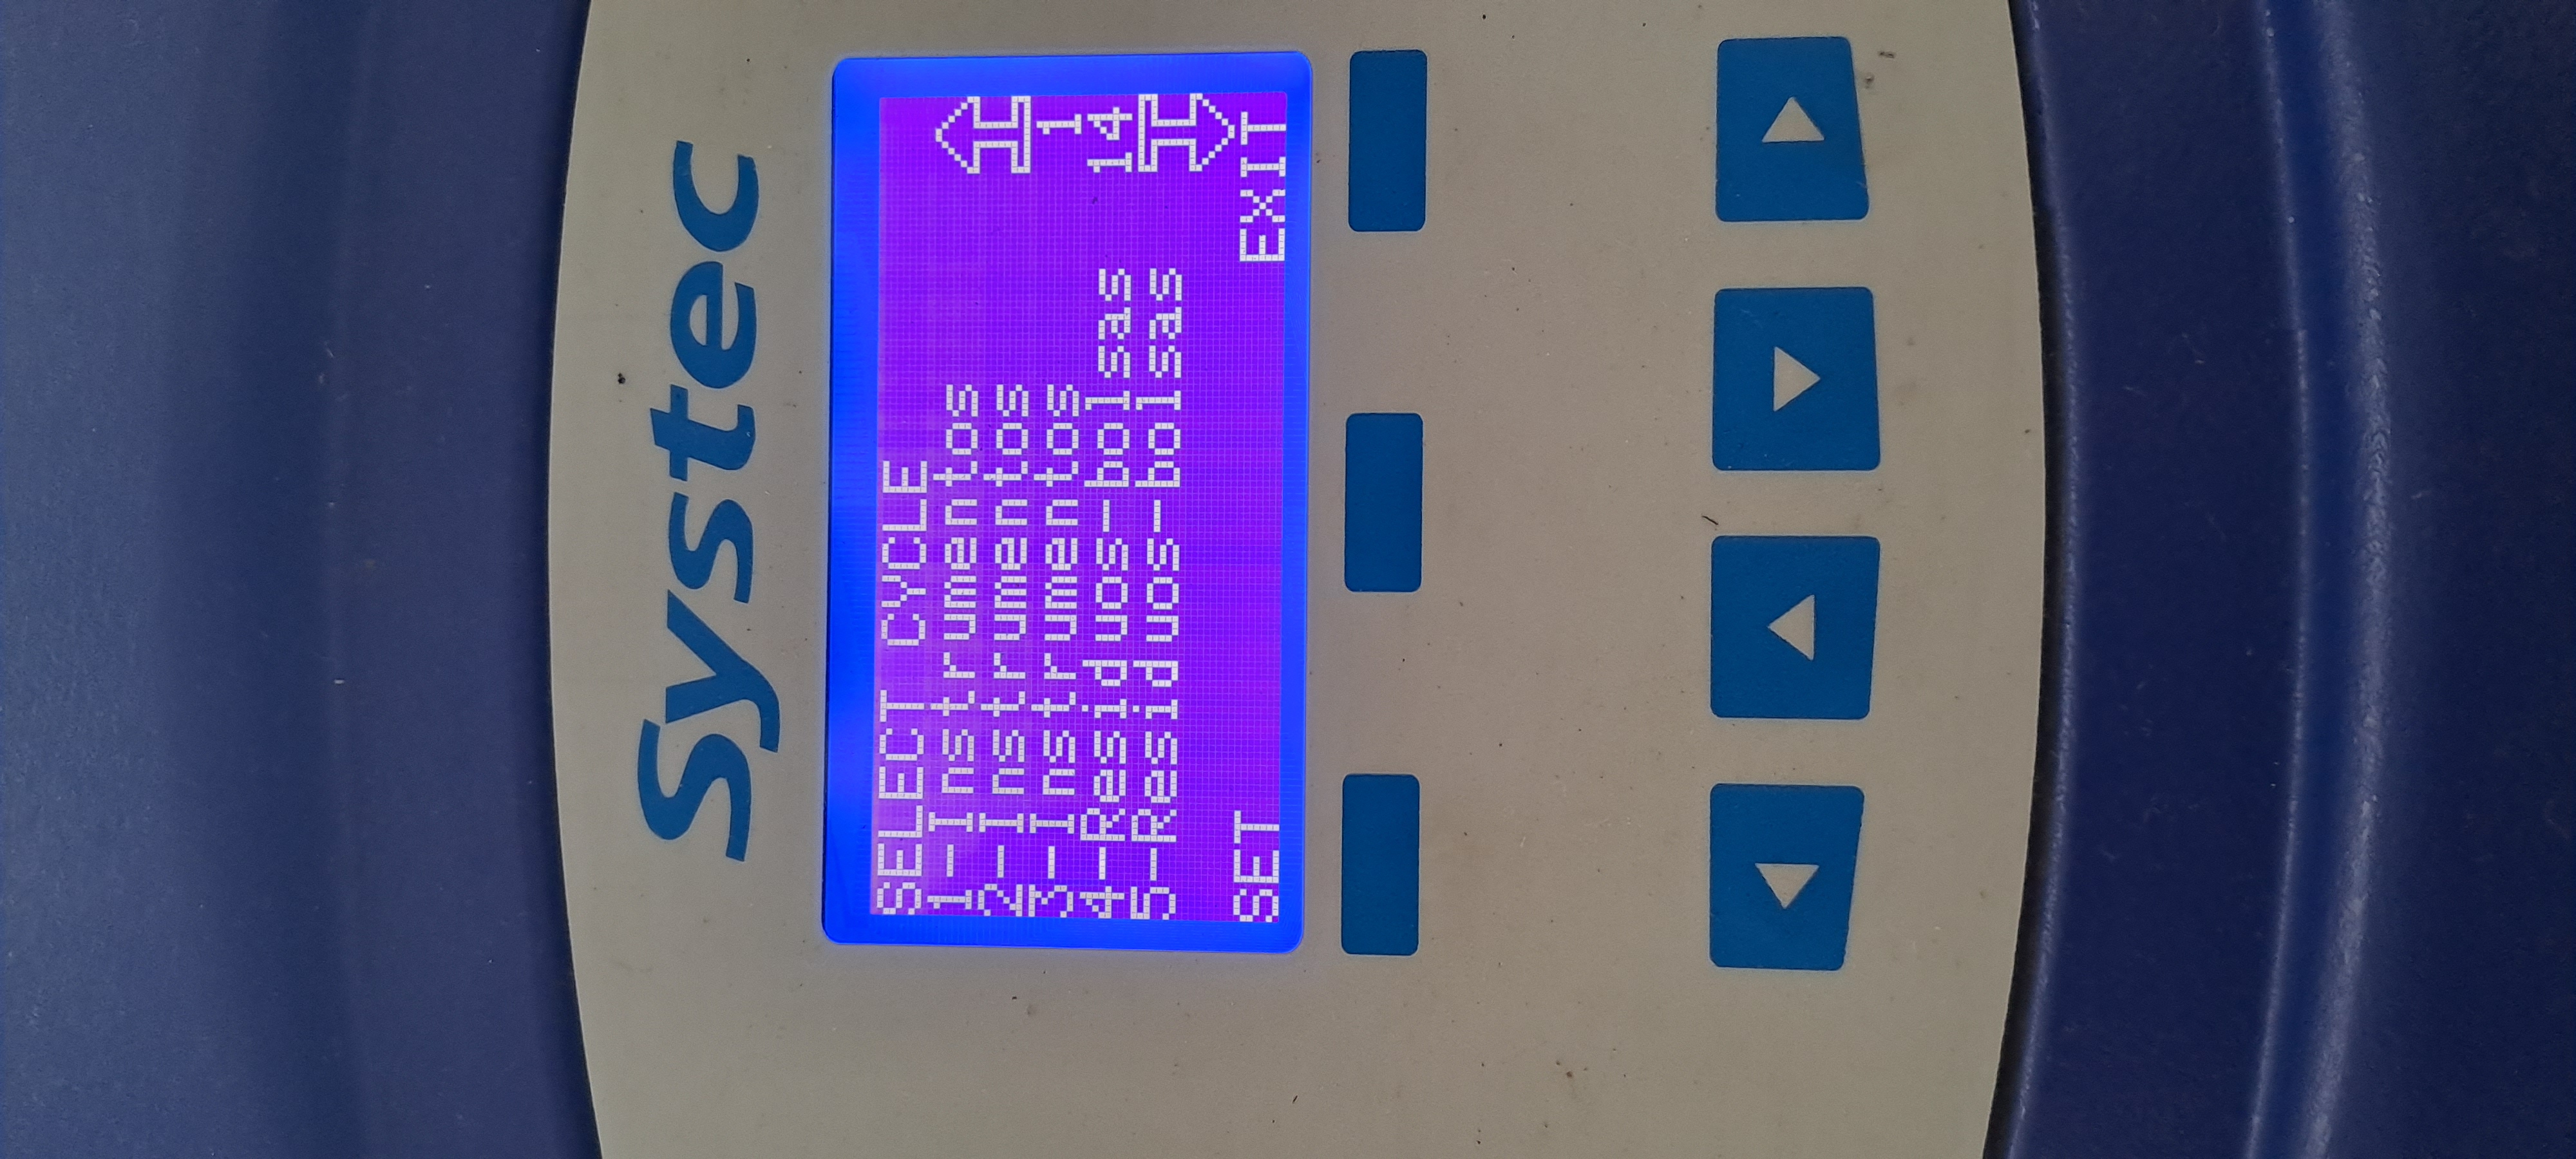 Systec
SELECT CYCLE
1-Instrumentos
2-Instrumentos
3-Instrumentos
1
4-Residuos-bolsas
14
5-Residuos-bolsas
SET
EXIT